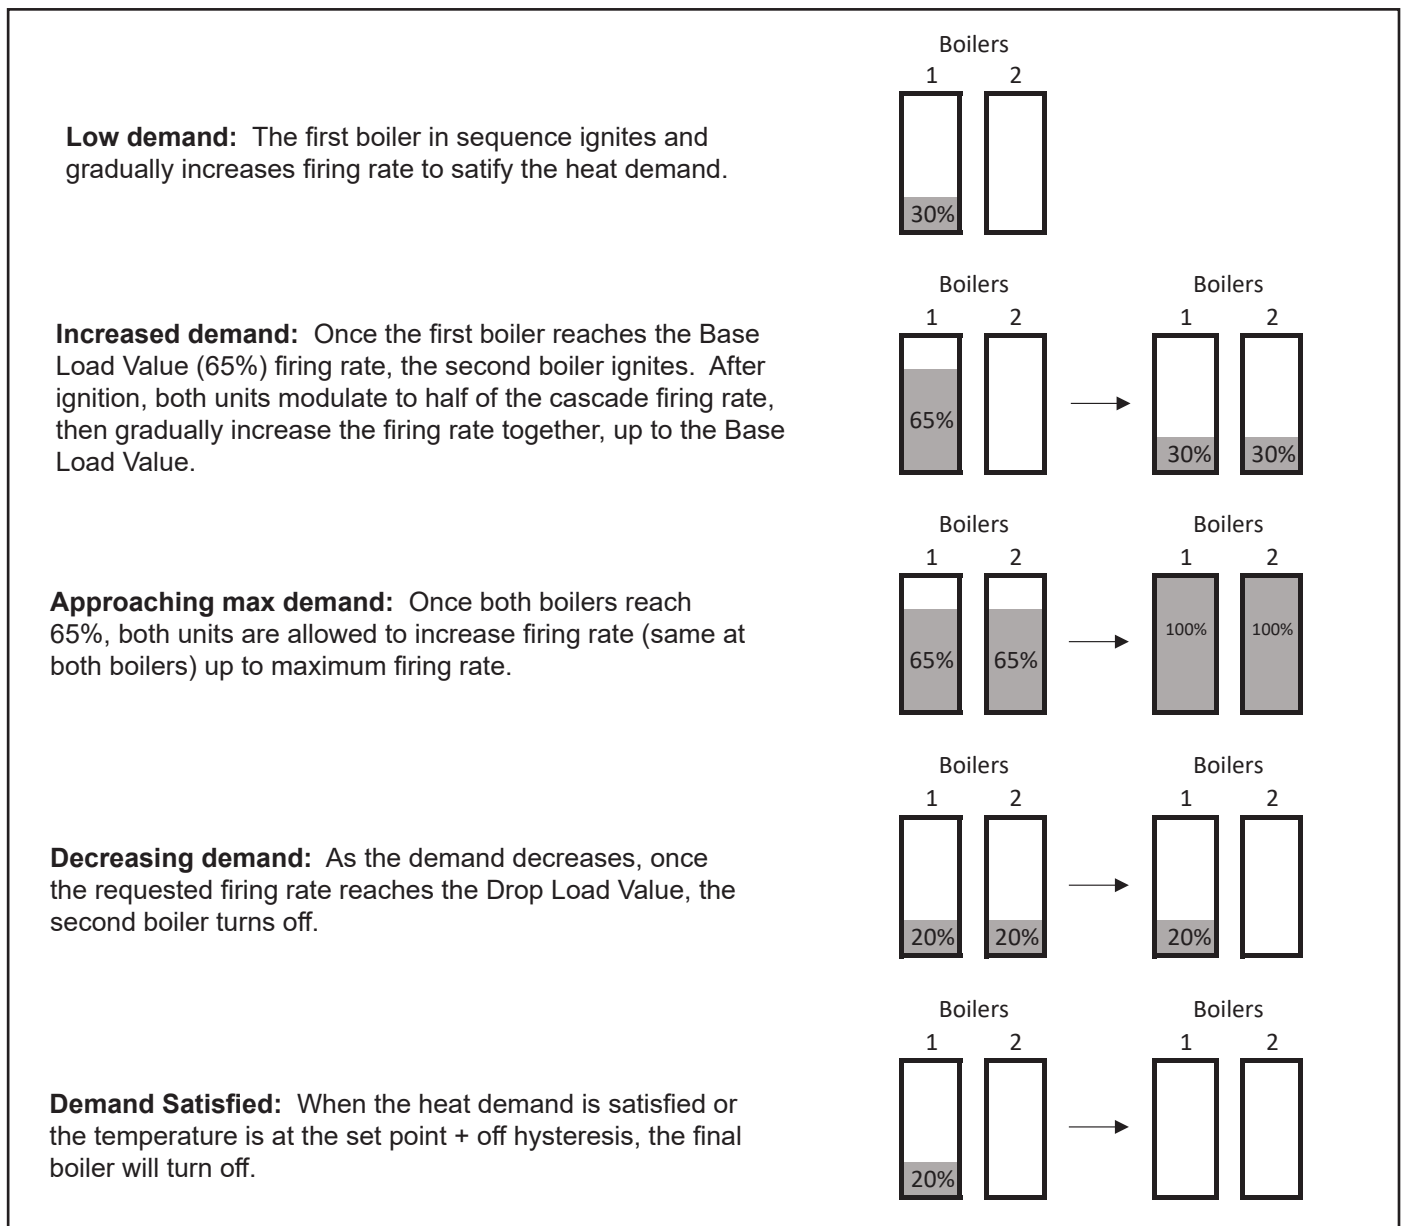 Boilers
1 2
Low demand: The first boiler in sequence ignites and
gradually increases firing rate to satify the heat demand.
30%
Boilers Boilers
1 2 1 2
Increased demand: Once the first boiler reaches the Base
Load Value (65%) firing rate, the second boiler ignites. After
ignition, both units modulate to half of the cascade firing rate,
then gradually increase the firing rate together, up to the Base
Load Value.
65% 30% 30%
Boilers Boilers
1 2 1 2
Approaching max demand: Once both boilers reach
65%, both units are allowed to increase firing rate (same at
both boilers) up to maximum firing rate.
65% 65% 100% 100%
Boilers Boilers
1 2 1 2
Decreasing demand: As the demand decreases, once
the requested firing rate reaches the Drop Load Value, the
second boiler turns off.
20% 20% 20%
Boilers Boilers
1 2 1 2
Demand Satisfied: When the heat demand is satisfied or
the temperature is at the set point + off hysteresis, the final
boiler will turn off.
20%